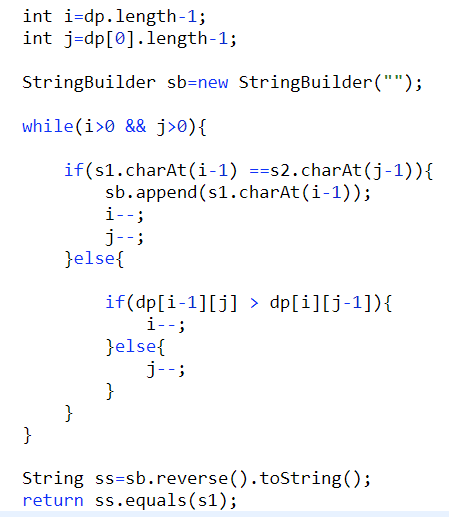 int i=dp.length-1;
int j=dp[0].length-1;
StringBuilder sb=new StringBuilder("");
while(i>0 && j>0){
if(s1.charAt(i-1) ==s2.charAt(j-1)){
sb.append(s1.charAt(i-1));
i--;
j--;
}else{
if(dp[i-1][j] > dp[i][j-1]){
i--;
}else{
j--;
}
}
}
String ss=sb.reverse().toString();
return ss.equals(s1);